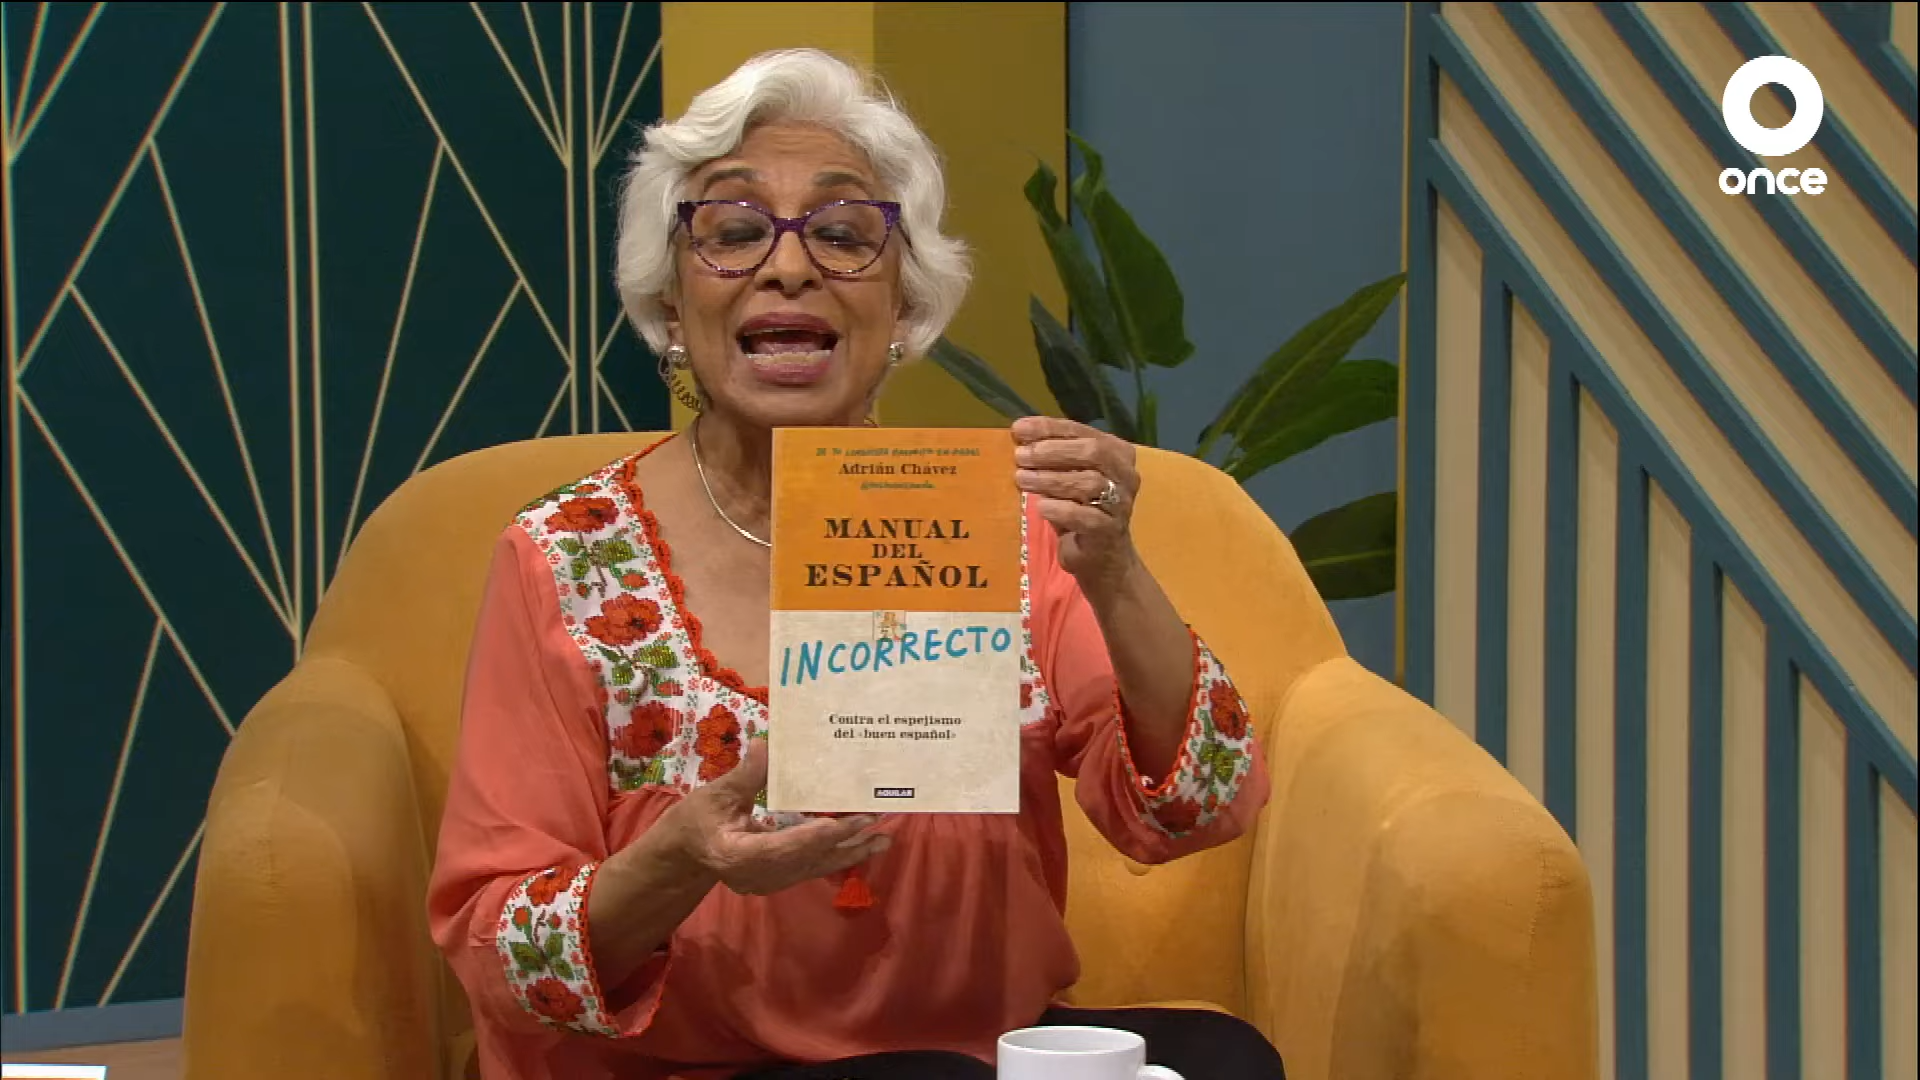 once
Adrián Chávez
MANUAL
DEL
ESPAÑOL
INCORRECTO
Contra el espejismo
del «buen español»
AGUILAR